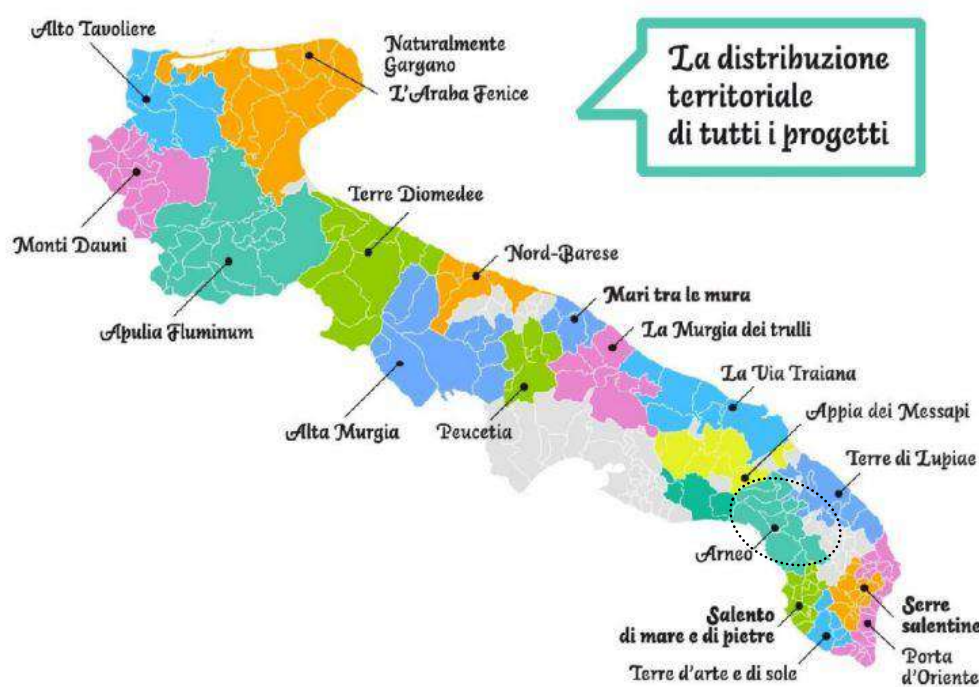 Alto Tavoliere
Naturalmente
Gargano
L'Araba Fenice
La distribuzione
territoriale
di tutti i progetti
Monti Dauni
Terre Diomedee
Nord-Barese
Apulia Fluminum
Mari tra le mura
La Murgia dei trulli
La Via Traiana
Alta Murgia
Peucetia
Appia dei Messapi
Terre di Lupiae
Arneo
Salento
di mare e di pietre
Serre
salentine
Terre d'arte e di sole
Porta
d'Oriente